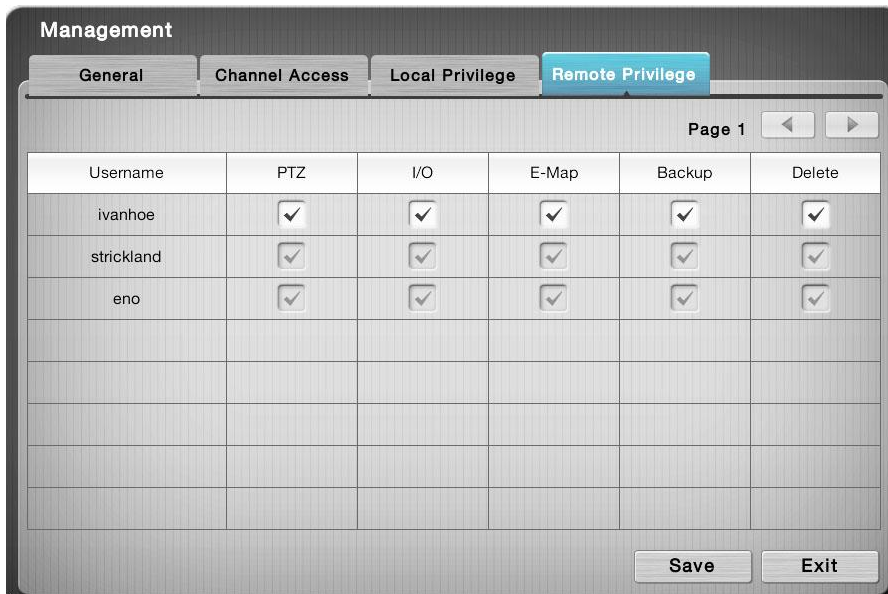 Management
General Channel Access Local Privilege Remote Privilege
Page 1
Username PTZ I/O E-Map Backup Delete
ivanhoe
strickland
eno
Save Exit